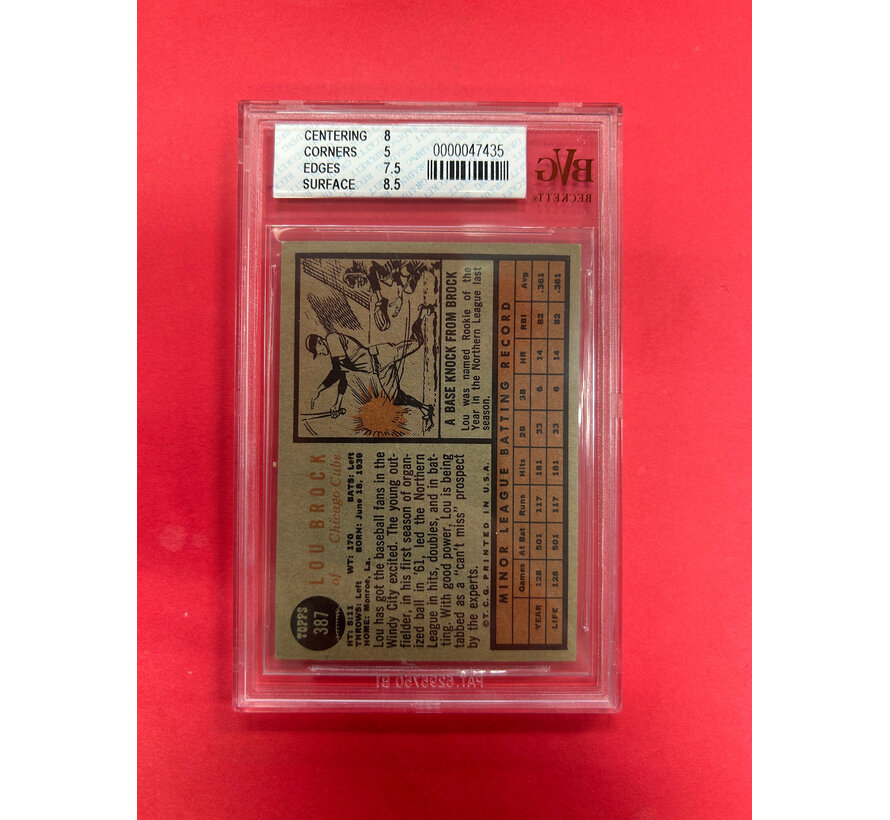 CENTERING 8
CORNERS 5
EDGES 7.5
SURFACE 8.5
0000047435
BVG
BECKETT
TOPPS
387
LOU BROCK
of Chicago Cubs
HT: 5:11 WT: 170 BATS: Left
THROWS: Left BORN: June 18, 1939
HOME: Monroe, La.
Lou has got the baseball fans in the
Windy City excited. The young out-
fielder, in his first season of organ-
ized ball in '61, led the Northern
League in hits, doubles, and in bat-
ting. With good power, Lou is being
tabbed as a "can't miss" prospect
by the experts.
©T.C.G. PRINTED IN U.S.A.
A BASE KNOCK FROM BROCK
Lou was named Rookie of the
Year in the Northern League last
season.
MINOR LEAGUE BATTING RECORD
Games At Bat Runs Hits 2B 3B HR RBI Avg
YEAR 128 501 117 181 33 6 14 82 .361
LIFE 128 501 117 181 33 6 14 82 .361